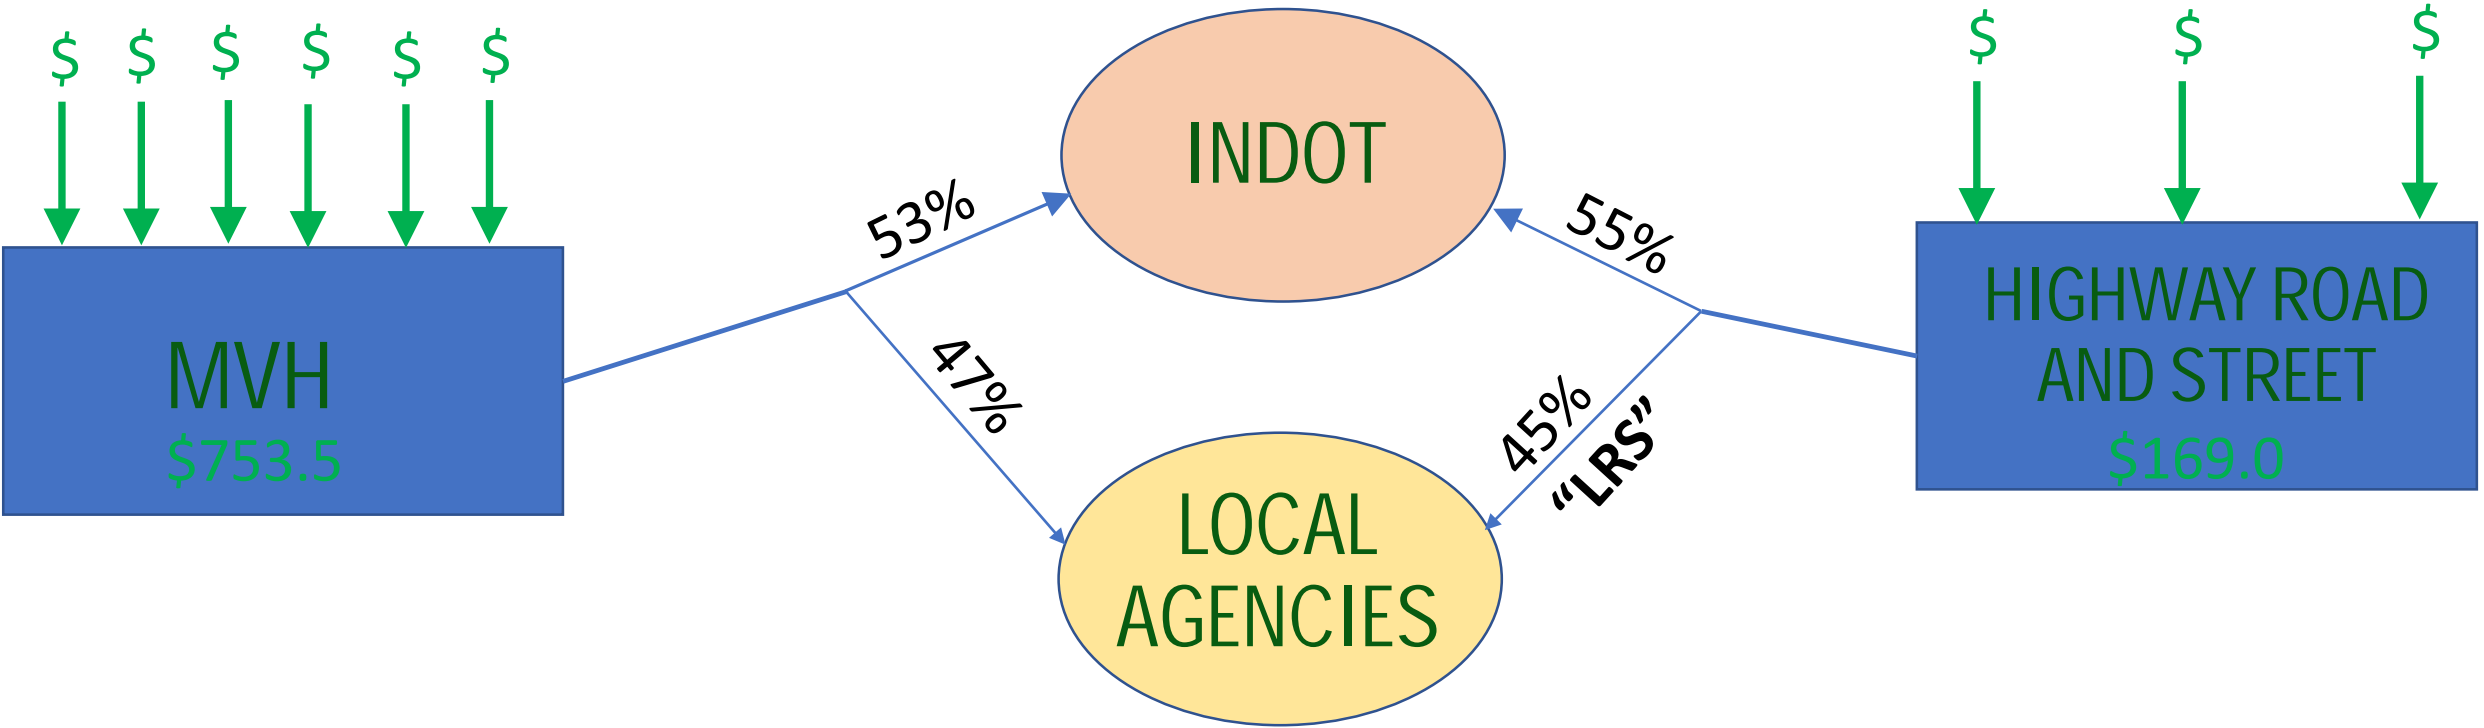 $ $ $ $ $ $
$ $ $
INDOT
53%
55%
MVH
$753.5
HIGHWAY ROAD
AND STREET
$169.0
47%
45%
“LRS”
LOCAL
AGENCIES